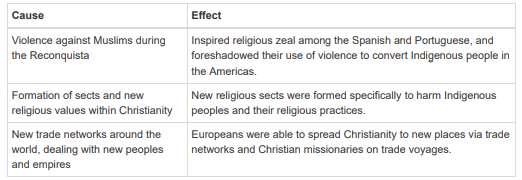 Cause Effect
Violence against Muslims during Inspired religious zeal among the Spanish and Portuguese, and
the Reconquista foreshadowed their use of violence to convert Indigenous people in
the Americas.
Formation of sects and new New religious sects were formed specifically to harm Indigenous
religious values within Christianity peoples and their religious practices.
New trade networks around the Europeans were able to spread Christianity to new places via trade
world, dealing with new peoples networks and Christian missionaries on trade voyages.
and empires